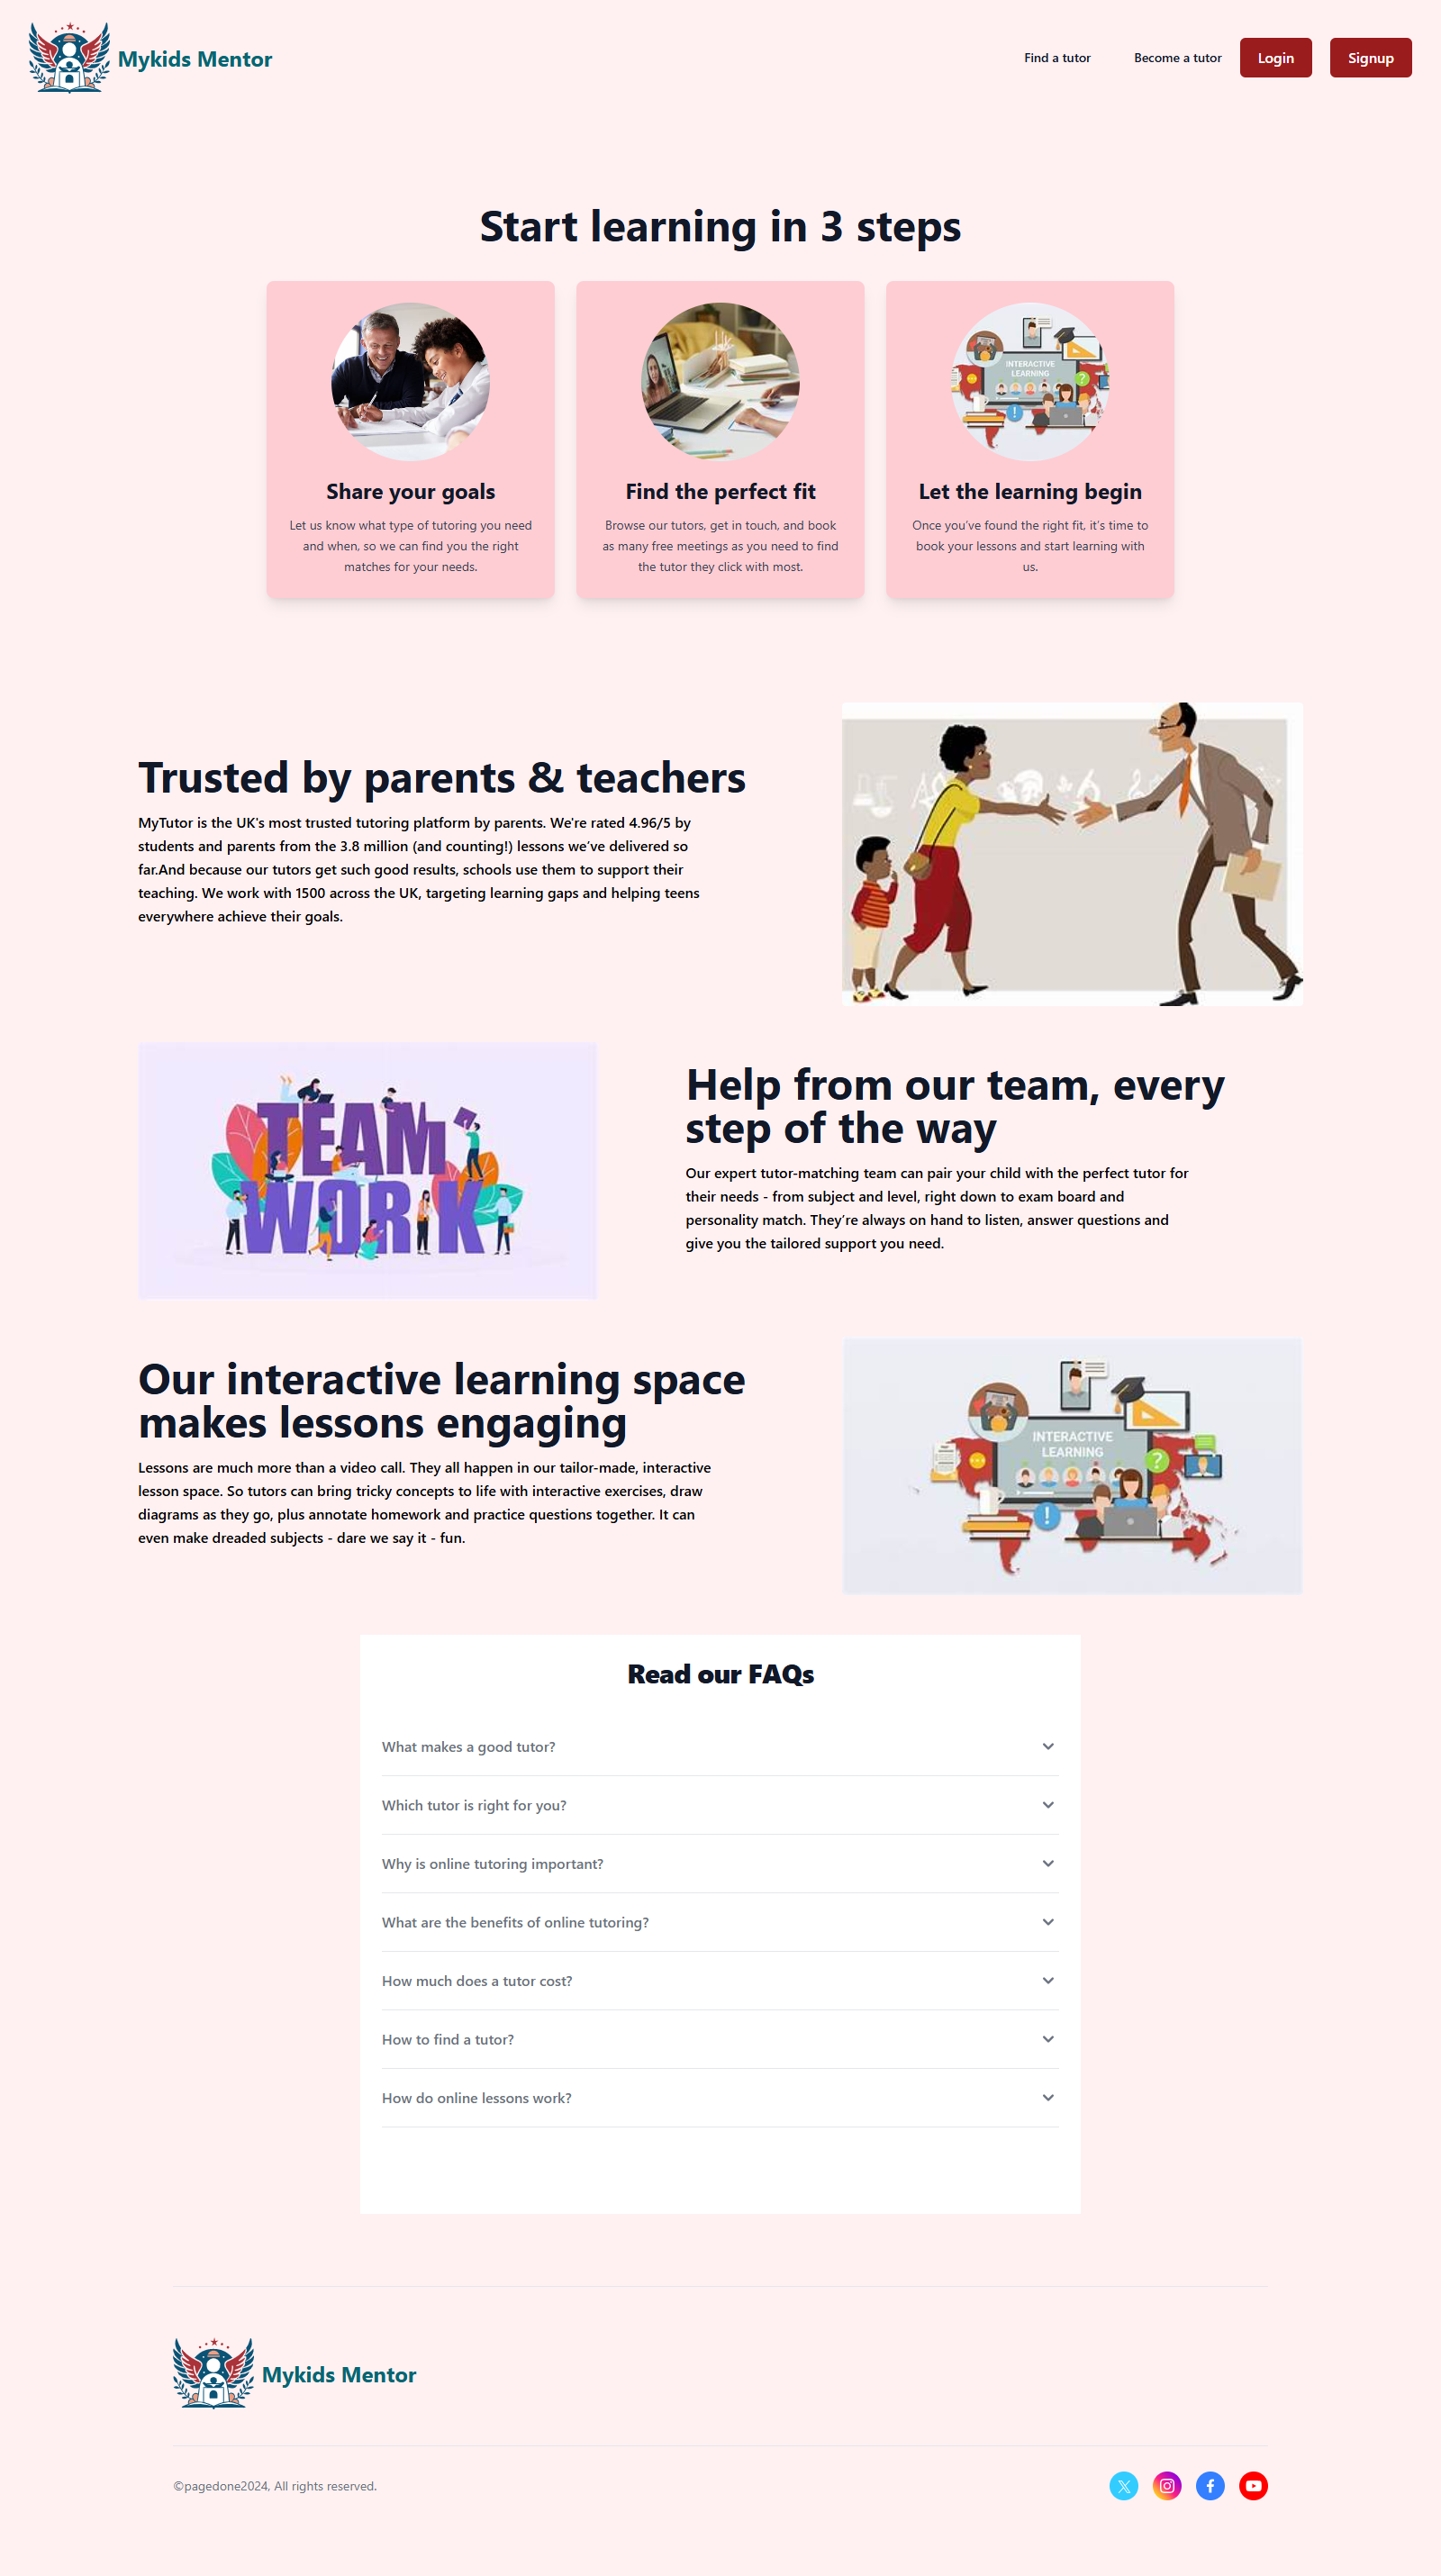 Mykids Mentor
Find a tutor
Become a tutor
Login
Signup
Start learning in 3 steps
INTERACTIVE
LEARNING
Share your goals
Let us know what type of tutoring you need
and when, so we can find you the right
matches for your needs.
Find the perfect fit
Browse our tutors, get in touch, and book
as many free meetings as you need to find
the tutor they click with most.
Let the learning begin
Once you've found the right fit, it's time to
book your lessons and start learning with
us.
Trusted by parents & teachers
MyTutor is the UK's most trusted tutoring platform by parents. We're rated 4.96/5 by
students and parents from the 3.8 million (and counting!) lessons we've delivered so
far.And because our tutors get such good results, schools use them to support their
teaching. We work with 1500 across the UK, targeting learning gaps and helping teens
everywhere achieve their goals.
TEAM
WORK
Help from our team, every
step of the way
Our expert tutor-matching team can pair your child with the perfect tutor for
their needs - from subject and level, right down to exam board and
personality match. They're always on hand to listen, answer questions and
give you the tailored support you need.
Our interactive learning space
makes lessons engaging
Lessons are much more than a video call. They all happen in our tailor-made, interactive
lesson space. So tutors can bring tricky concepts to life with interactive exercises, draw
diagrams as they go, plus annotate homework and practice questions together. It can
even make dreaded subjects - dare we say it - fun.
INTERACTIVE
LEARNING
Read our FAQs
What makes a good tutor?
Which tutor is right for you?
Why is online tutoring important?
What are the benefits of online tutoring?
How much does a tutor cost?
How to find a tutor?
How do online lessons work?
Mykids Mentor
©pagedone2024, All rights reserved.